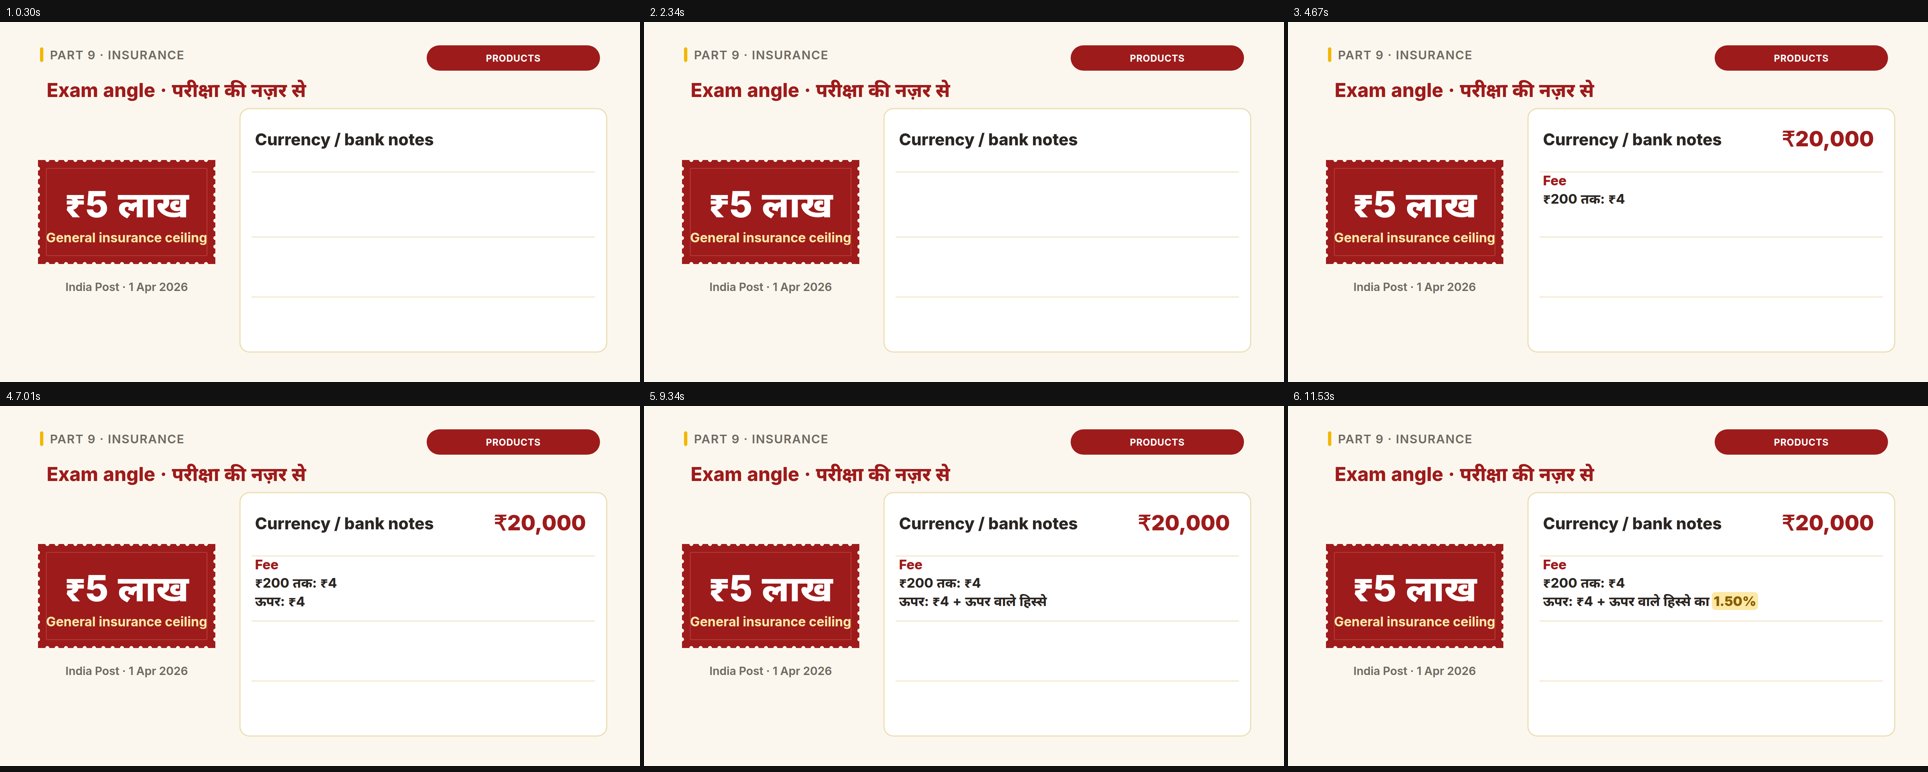 1. 0.30s
PART 9 · INSURANCE
PRODUCTS
Exam angle · परीक्षा की नज़र से
Currency / bank notes
₹5 लाख
General insurance ceiling
India Post · 1 Apr 2026
2. 2.34s
PART 9 · INSURANCE
PRODUCTS
Exam angle · परीक्षा की नज़र से
Currency / bank notes
₹5 लाख
General insurance ceiling
India Post · 1 Apr 2026
3. 4.67s
PART 9 · INSURANCE
PRODUCTS
Exam angle · परीक्षा की नज़र से
Currency / bank notes ₹20,000
Fee
₹200 तक: ₹4
₹5 लाख
General insurance ceiling
India Post · 1 Apr 2026
4. 7.01s
PART 9 · INSURANCE
PRODUCTS
Exam angle · परीक्षा की नज़र से
Currency / bank notes ₹20,000
Fee
₹200 तक: ₹4
ऊपर: ₹4
₹5 लाख
General insurance ceiling
India Post · 1 Apr 2026
5. 9.34s
PART 9 · INSURANCE
PRODUCTS
Exam angle · परीक्षा की नज़र से
Currency / bank notes ₹20,000
Fee
₹200 तक: ₹4
ऊपर: ₹4 + ऊपर वाले हिस्से
₹5 लाख
General insurance ceiling
India Post · 1 Apr 2026
6. 11.53s
PART 9 · INSURANCE
PRODUCTS
Exam angle · परीक्षा की नज़र से
Currency / bank notes ₹20,000
Fee
₹200 तक: ₹4
ऊपर: ₹4 + ऊपर वाले हिस्से का 1.50%
₹5 लाख
General insurance ceiling
India Post · 1 Apr 2026